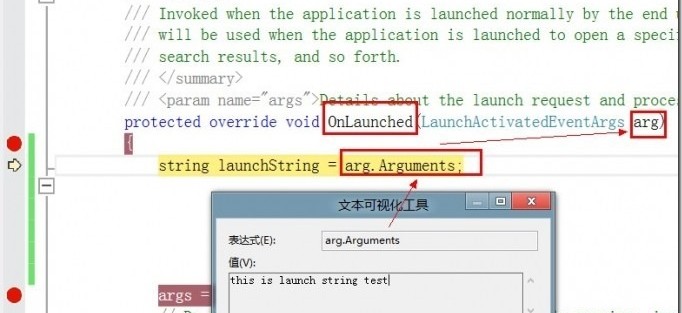 /// Invoked when the application is launched normally by the end
/// will be used when the application is launched to open a speci
/// search results, and so forth.
/// </summary>
/// <param name="args">Details about the launch request and proce
protected override void OnLaunched(LaunchActivatedEventArgs arg)
{
string launchString = arg.Arguments;
文本可视化工具
表达式(E):
arg.Arguments
值(V):
this is launch string test
args =